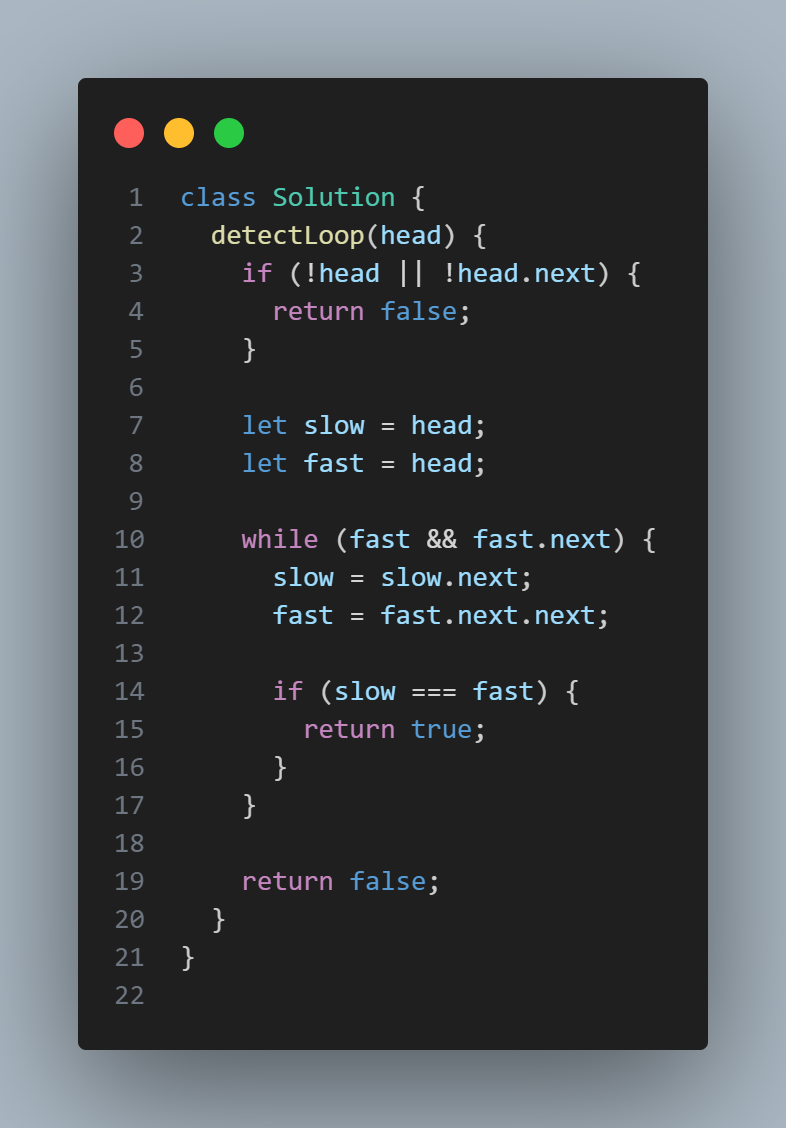 1 class Solution {
2   detectLoop(head) {
3     if (!head || !head.next) {
4       return false;
5     }
6
7     let slow = head;
8     let fast = head;
9
10     while (fast && fast.next) {
11       slow = slow.next;
12       fast = fast.next.next;
13
14       if (slow === fast) {
15         return true;
16       }
17     }
18
19     return false;
20   }
21 }
22